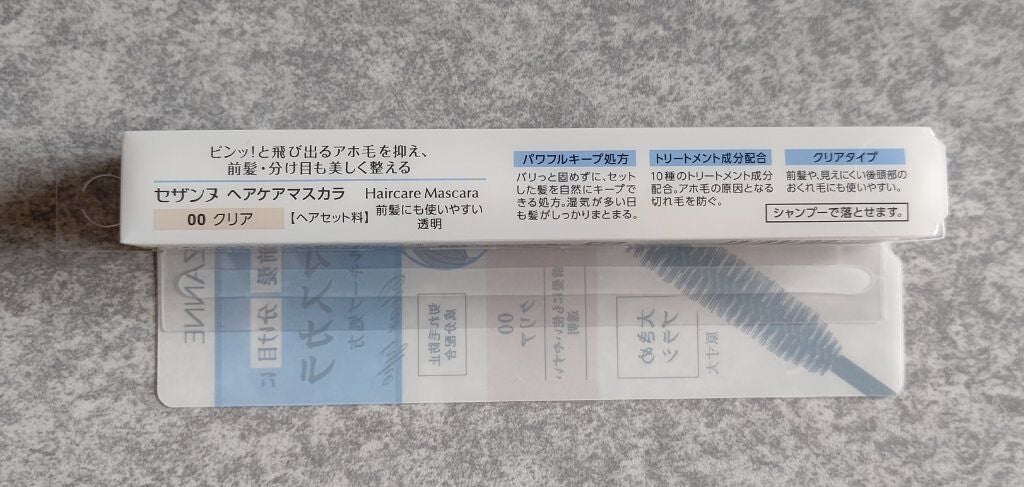 ピンッ!と飛び出るアホ毛を抑え、
前髪・分け目も美しく整える
セザンヌ ヘアケアマスカラ Haircare Mascara
00 クリア
【ヘアセット料】
前髪にも使いやすい
透明
パワフルキープ処方
パリっと固めずに、セット
した髪を自然にキープで
きる処方。湿気が多い日
も髪がしっかりまとまる。
トリートメント成分配合
10種のトリートメント成分
配合。アホ毛の原因となる
切れ毛を防ぐ。
クリアタイプ
前髪や、見えにくい後頭部の
おくれ毛にも使いやすい。
シャンプーで落とせます。
00
クリア
大きめ